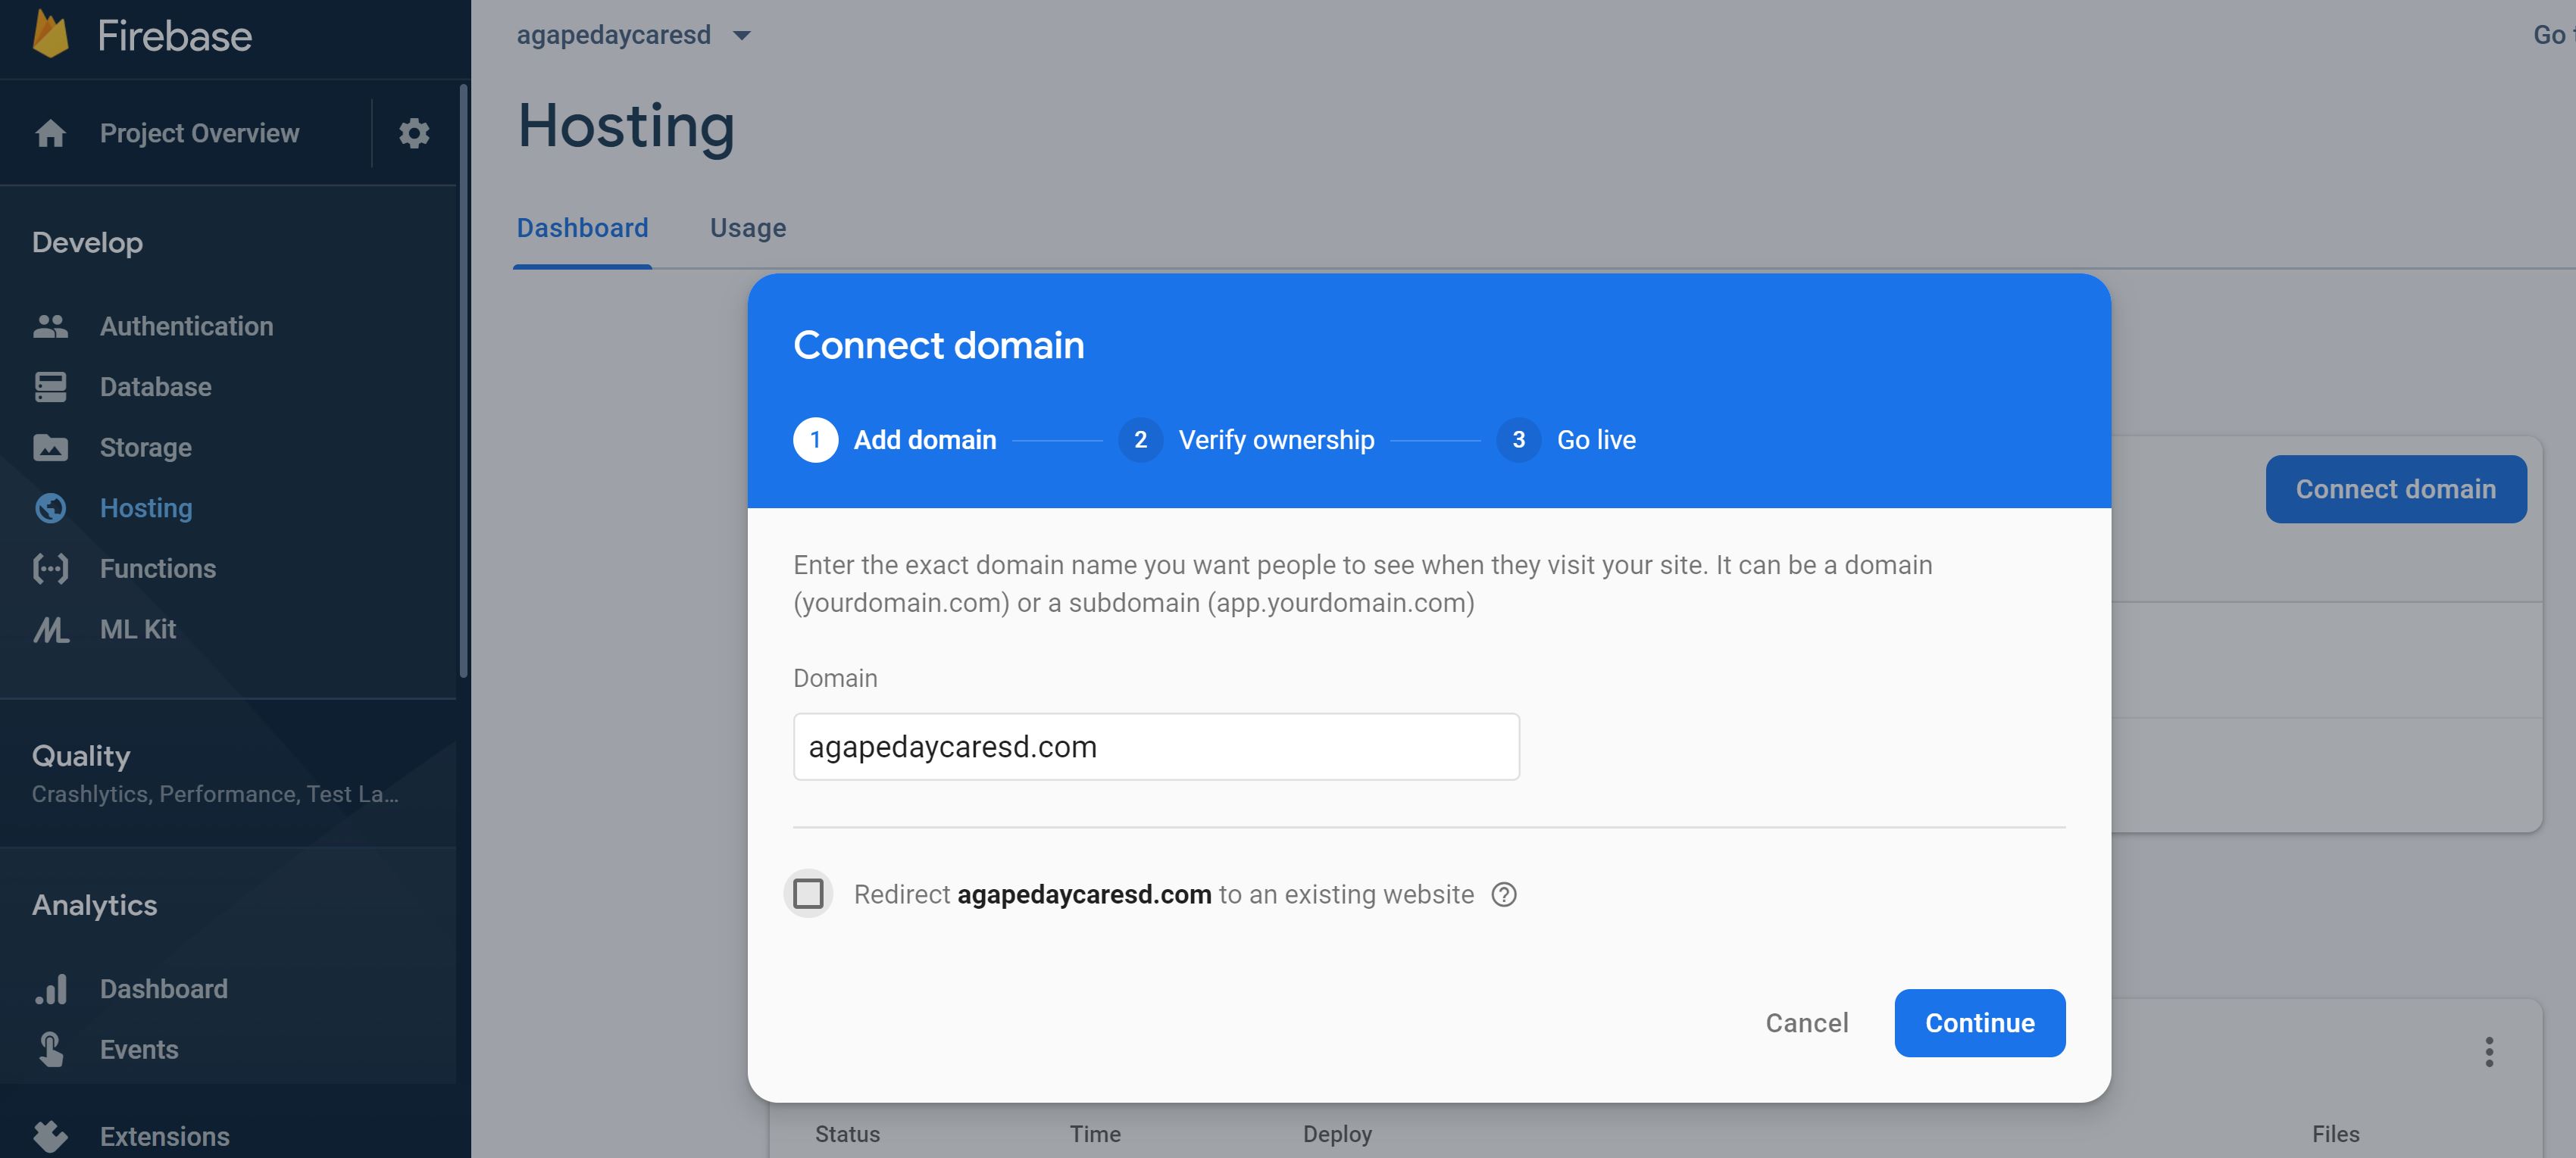 Firebase
Project Overview
Develop
Authentication
Database
Storage
Hosting
Functions
ML Kit
Quality
Crashlytics, Performance, Test La...
Analytics
Dashboard
Events
Extensions
agapedaycaresd
Go
Hosting
Dashboard Usage
Connect domain
1 Add domain 2 Verify ownership 3 Go live
Connect domain
Enter the exact domain name you want people to see when they visit your site. It can be a domain
(yourdomain.com) or a subdomain (app.yourdomain.com)
Domain
agapedaycaresd.com
Redirect agapedaycaresd.com to an existing website ?
Cancel Continue
Status Time Deploy Files